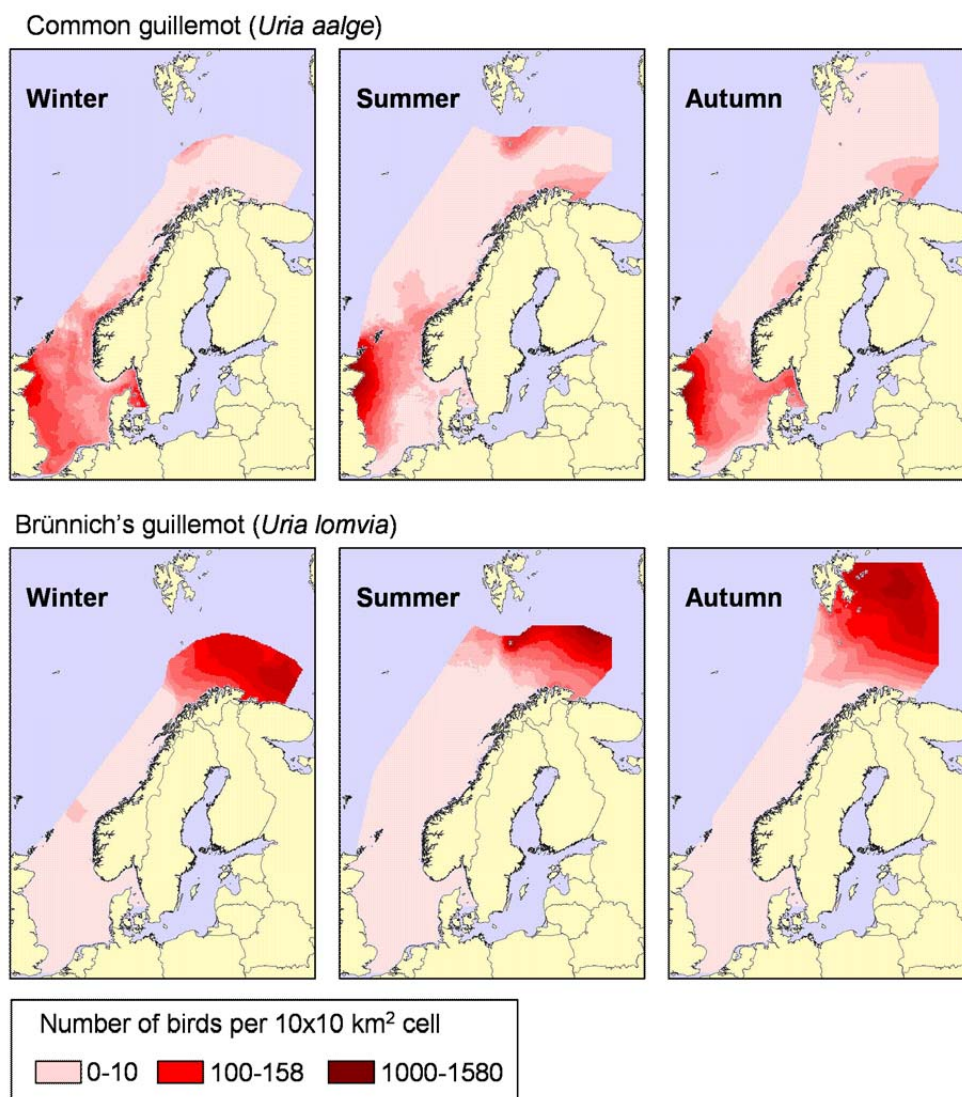 Common guillemot (Uria aalge)
Winter
Summer
Autumn
Brünnich's guillemot (Uria lomvia)
Winter
Summer
Autumn
Number of birds per 10x10 km² cell
0-10
100-158
1000-1580